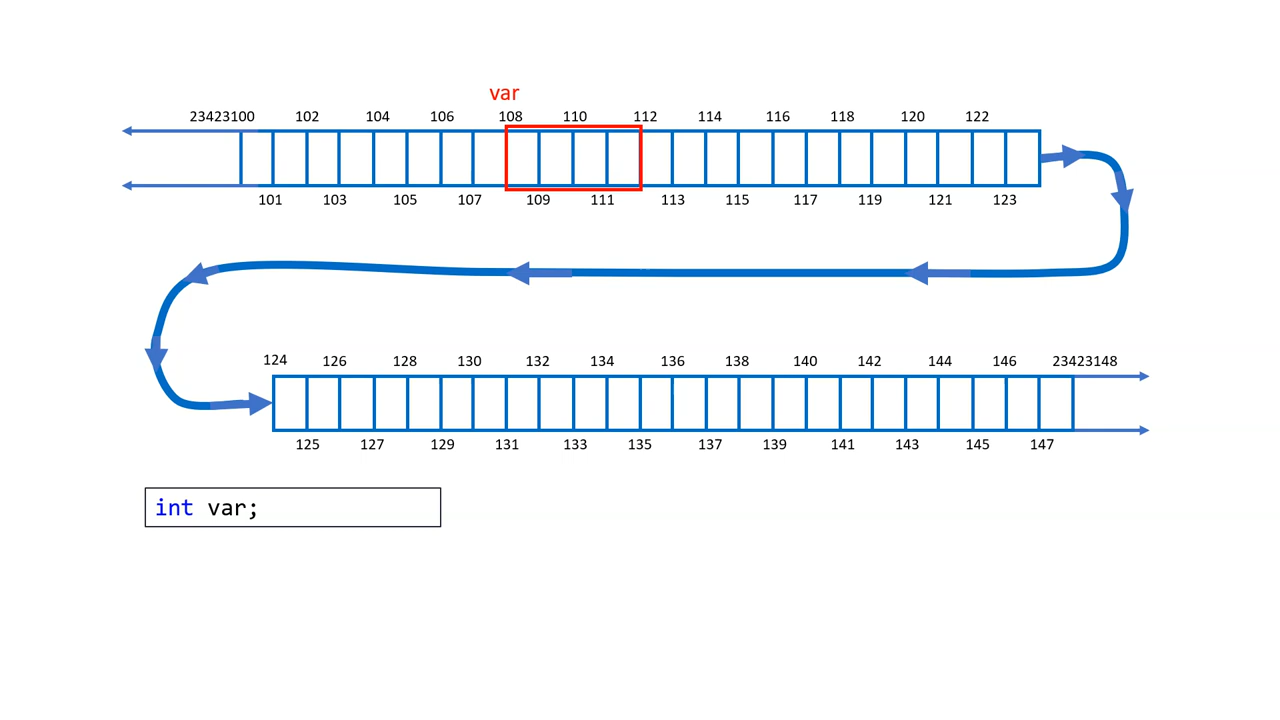 var
23423100 102 104 106 108 110 112 114 116 118 120 122
101 103 105 107 109 111 113 115 117 119 121 123
124 126 128 130 132 134 136 138 140 142 144 146 23423148
125 127 129 131 133 135 137 139 141 143 145 147
int var;